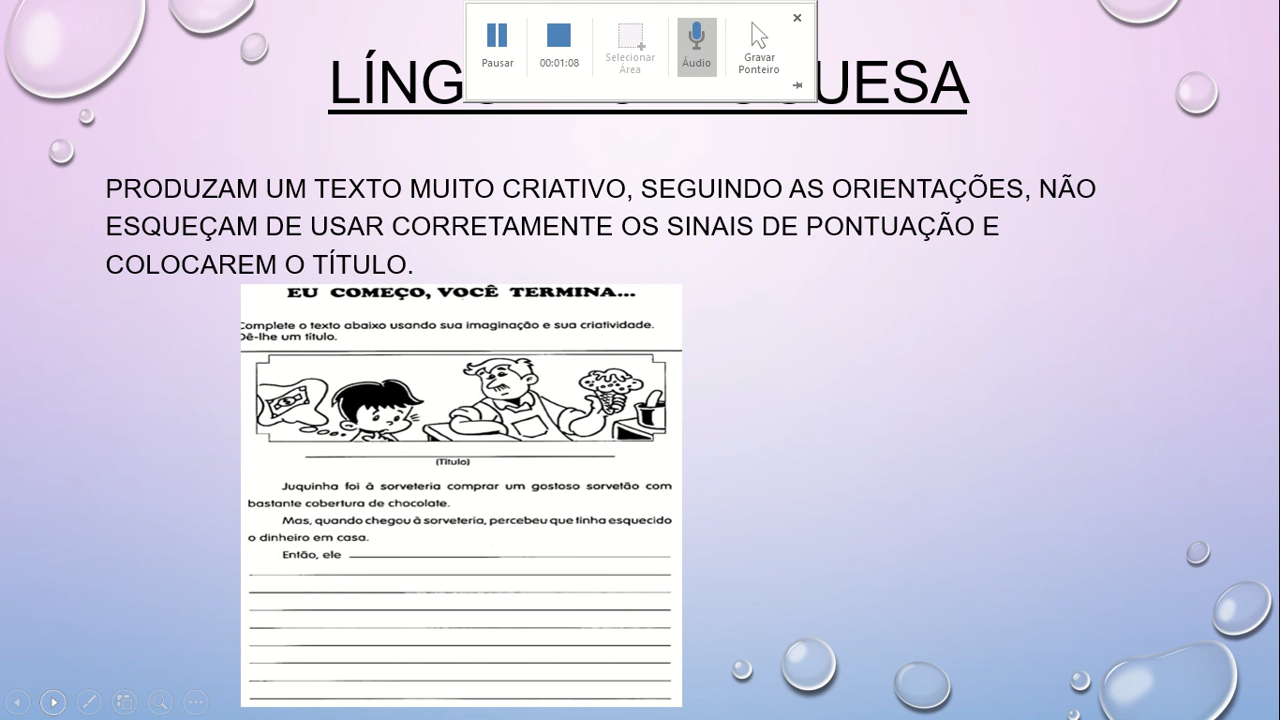 Pausar
00:01:08
Selecionar
Área
Áudio
Gravar
Ponteiro
LÍNG UESA
PRODUZAM UM TEXTO MUITO CRIATIVO, SEGUINDO AS ORIENTAÇÕES, NÃO
ESQUEÇAM DE USAR CORRETAMENTE OS SINAIS DE PONTUAÇÃO E
COLOCAREM O TÍTULO.
EU COMEÇO, VOCÊ TERMINA...
Complete o texto abaixo usando sua imaginação e sua criatividade.
Dê-lhe um título.
(Título)
Juquinha foi à sorveteria comprar um gostoso sorvetão com
bastante cobertura de chocolate.
Mas, quando chegou à sorveteria, percebeu que tinha esquecido
o dinheiro em casa.
Então, ele